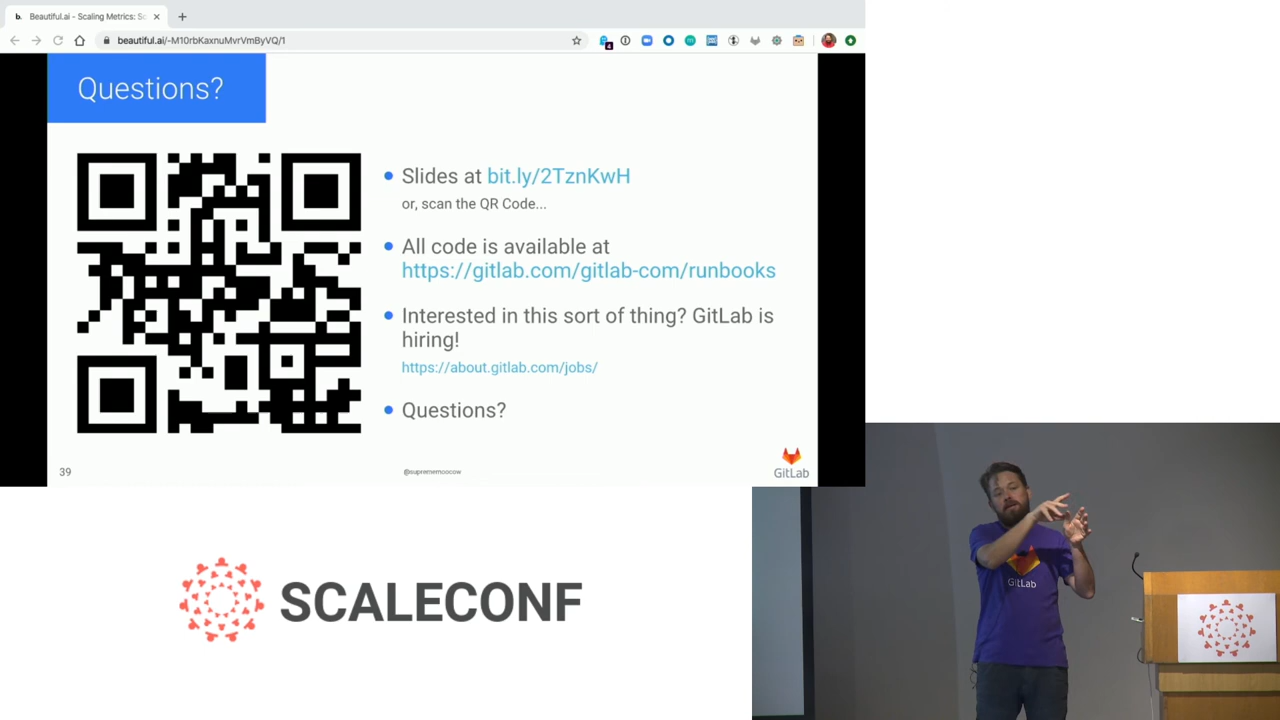 b. Beautiful.ai - Scaling Metrics: Sc
beautiful.ai/-M10rbKaxnuMvrVmByVQ/1
4
Questions?
Slides at bit.ly/2TznKwH
or, scan the QR Code...
All code is available at
https://gitlab.com/gitlab-com/runbooks
Interested in this sort of thing? GitLab is
hiring!
https://about.gitlab.com/jobs/
Questions?
39
@suprememoocow
GitLab
SCALECONF
GitLab